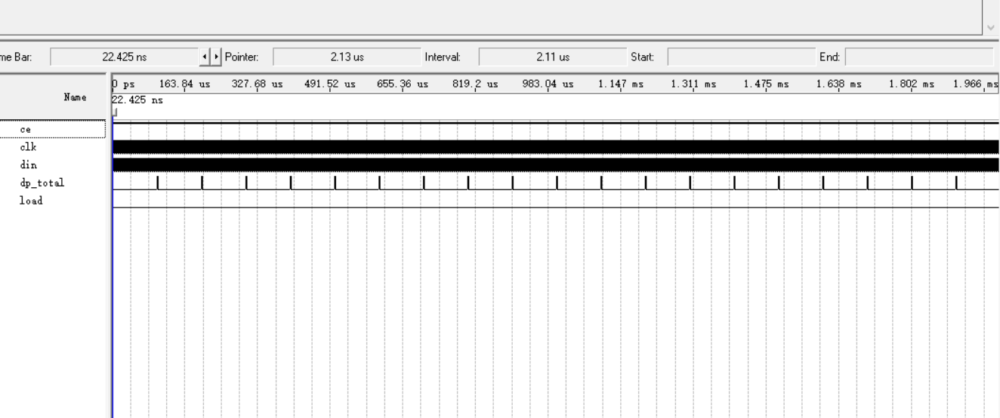 me Bar: 22.425 ns Pointer: 2.13 us Interval: 2.11 us Start: End:
Name
0 ps 163.84 us 327.68 us 491.52 us 655.36 us 819.2 us 983.04 us 1.147 ms 1.311 ms 1.475 ms 1.638 ms 1.802 ms 1.966 ms
22.425 ns
ce
clk
din
dp_total
load